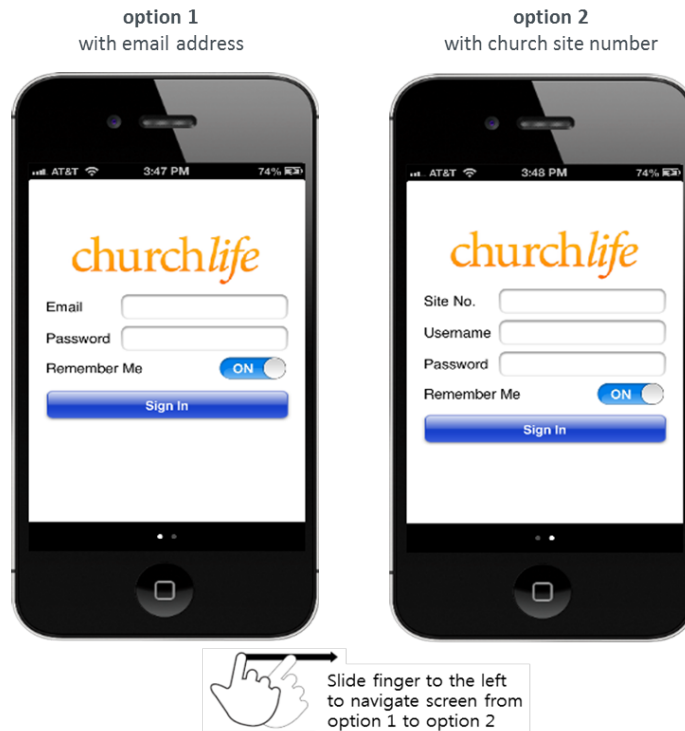 option 1
with email address
AT&T 3:47 PM 74%
churchlife
Email
Password
Remember Me ON
Sign In
option 2
with church site number
AT&T 3:48 PM 74%
churchlife
Site No.
Username
Password
Remember Me ON
Sign In
Slide finger to the left
to navigate screen from
option 1 to option 2